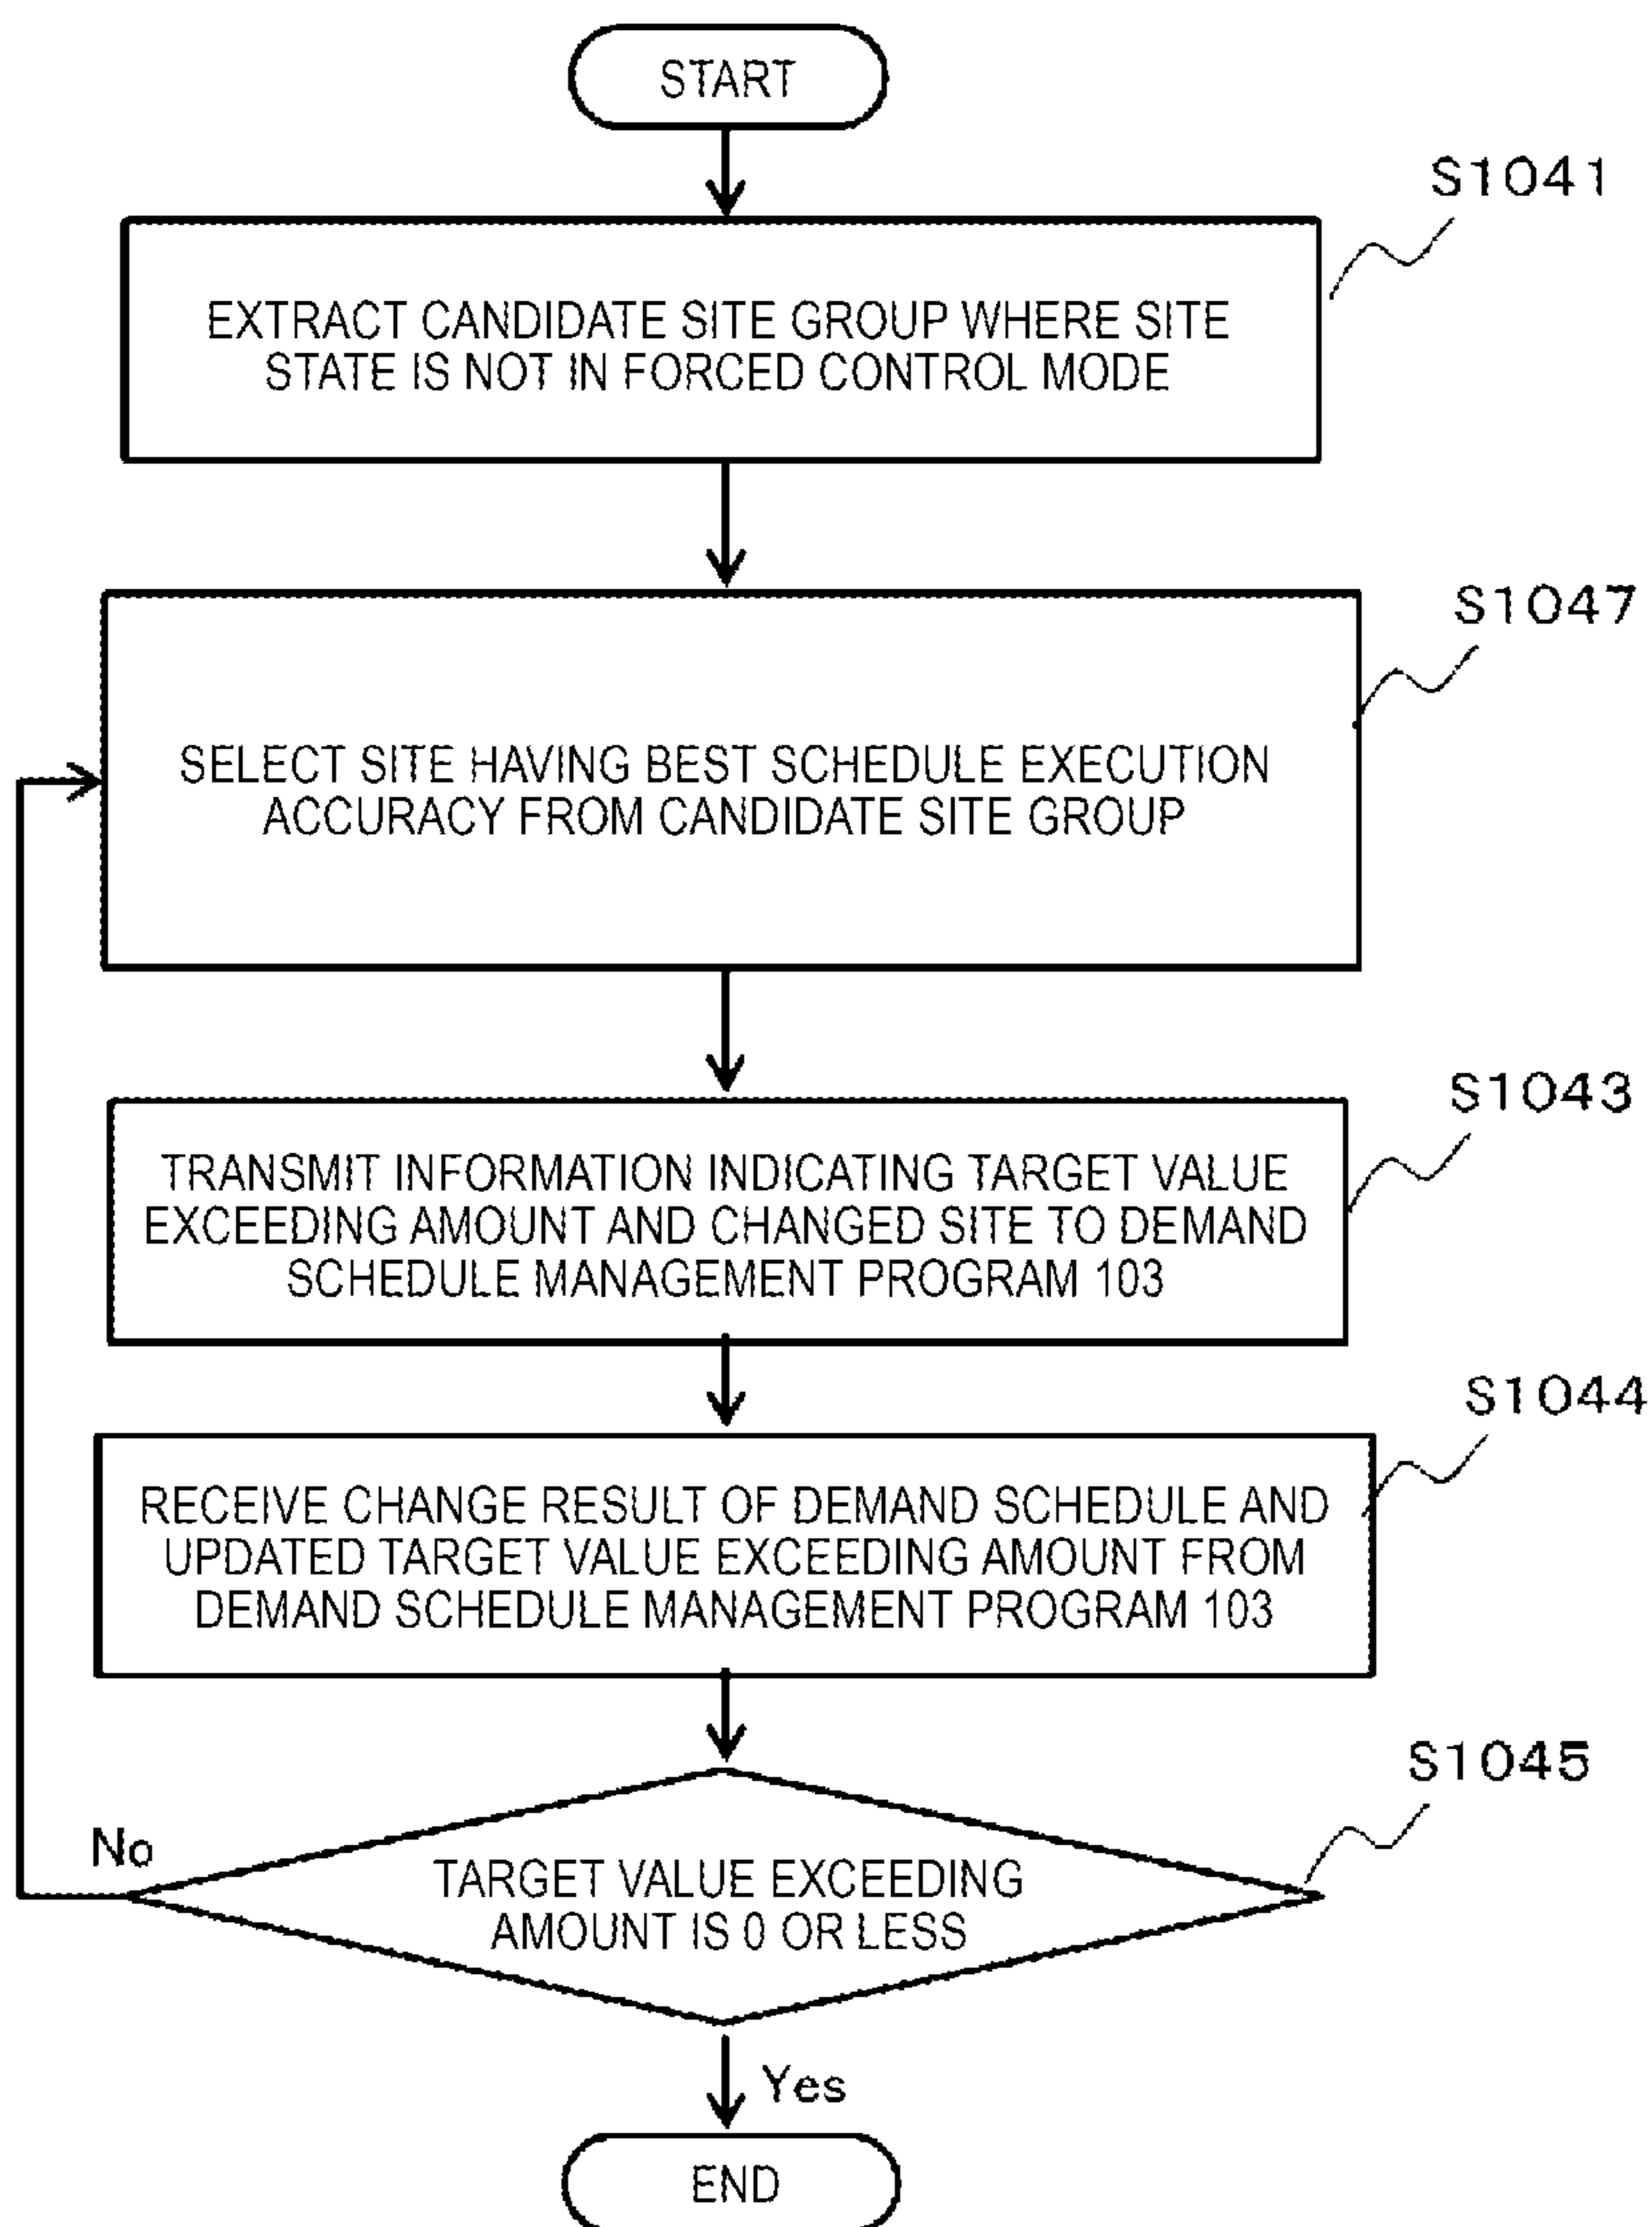 START
S1041
EXTRACT CANDIDATE SITE GROUP WHERE SITE
STATE IS NOT IN FORCED CONTROL MODE
S1047
SELECT SITE HAVING BEST SCHEDULE EXECUTION
ACCURACY FROM CANDIDATE SITE GROUP
S1043
TRANSMIT INFORMATION INDICATING TARGET VALUE
EXCEEDING AMOUNT AND CHANGED SITE TO DEMAND
SCHEDULE MANAGEMENT PROGRAM 103
S1044
RECEIVE CHANGE RESULT OF DEMAND SCHEDULE AND
UPDATED TARGET VALUE EXCEEDING AMOUNT FROM
DEMAND SCHEDULE MANAGEMENT PROGRAM 103
S1045
No
TARGET VALUE EXCEEDING
AMOUNT IS 0 OR LESS
Yes
END